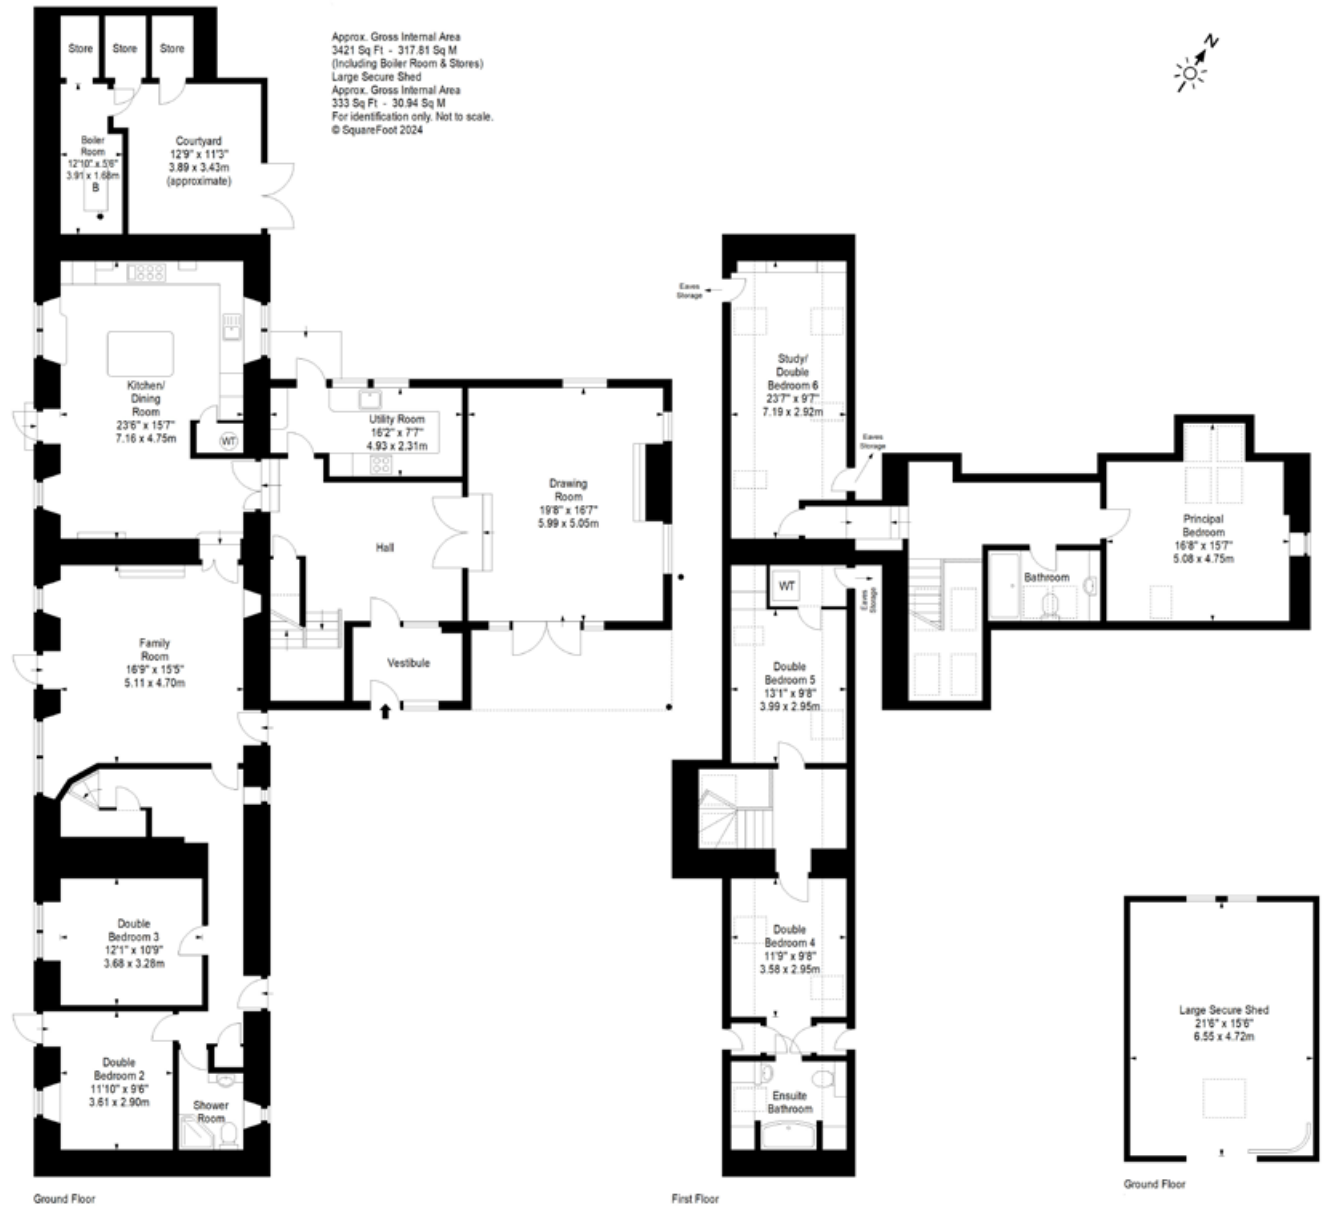 Store
Store
Store
Approx. Gross Internal Area
3421 Sq Ft - 317.81 Sq M
(Including Boiler Room & Stores)
Large Secure Shed
Approx. Gross Internal Area
333 Sq Ft - 30.94 Sq M
For identification only. Not to scale.
© SquareFoot 2024
N
Boiler
Room
12'10" x 5'6"
3.91 x 1.68m
B
Courtyard
12'9" x 11'3"
3.89 x 3.43m
(approximate)
Kitchen/
Dining
Room
23'6" x 15'7"
7.16 x 4.75m
WT
Utility Room
16'2" x 7'7"
4.93 x 2.31m
Drawing
Room
19'8" x 16'7"
5.99 x 5.05m
Hall
Family
Room
16'9" x 15'5"
5.11 x 4.70m
Vestibule
Double
Bedroom 3
12'1" x 10'9"
3.68 x 3.28m
Double
Bedroom 2
11'10" x 9'6"
3.61 x 2.90m
Shower
Room
Ground Floor
Eaves
Storage
Study/
Double
Bedroom 6
23'7" x 9'7"
7.19 x 2.92m
Eaves
Storage
Principal
Bedroom
16'8" x 15'7"
5.08 x 4.75m
Bathroom
WT
Eaves
Storage
Double
Bedroom 5
13'1" x 9'8"
3.99 x 2.95m
Double
Bedroom 4
11'9" x 9'8"
3.58 x 2.95m
Ensuite
Bathroom
First Floor
Large Secure Shed
21'6" x 15'6"
6.55 x 4.72m
Ground Floor